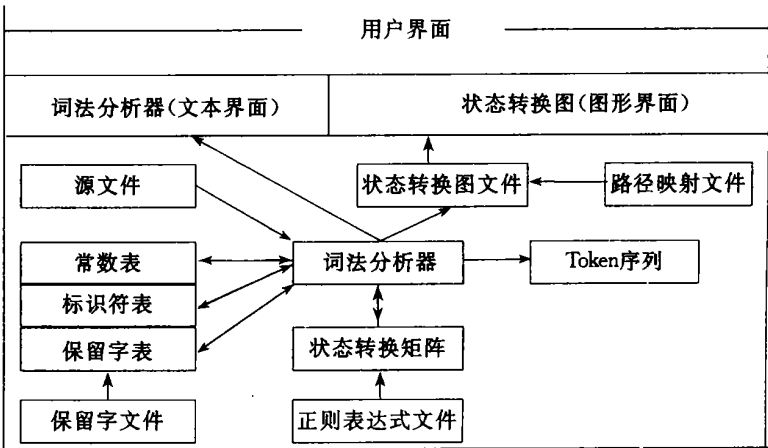 用户界面
词法分析器(文本界面)
状态转换图(图形界面)
源文件
状态转换图文件
路径映射文件
常数表
词法分析器
Token序列
标识符表
保留字表
状态转换矩阵
保留字文件
正则表达式文件